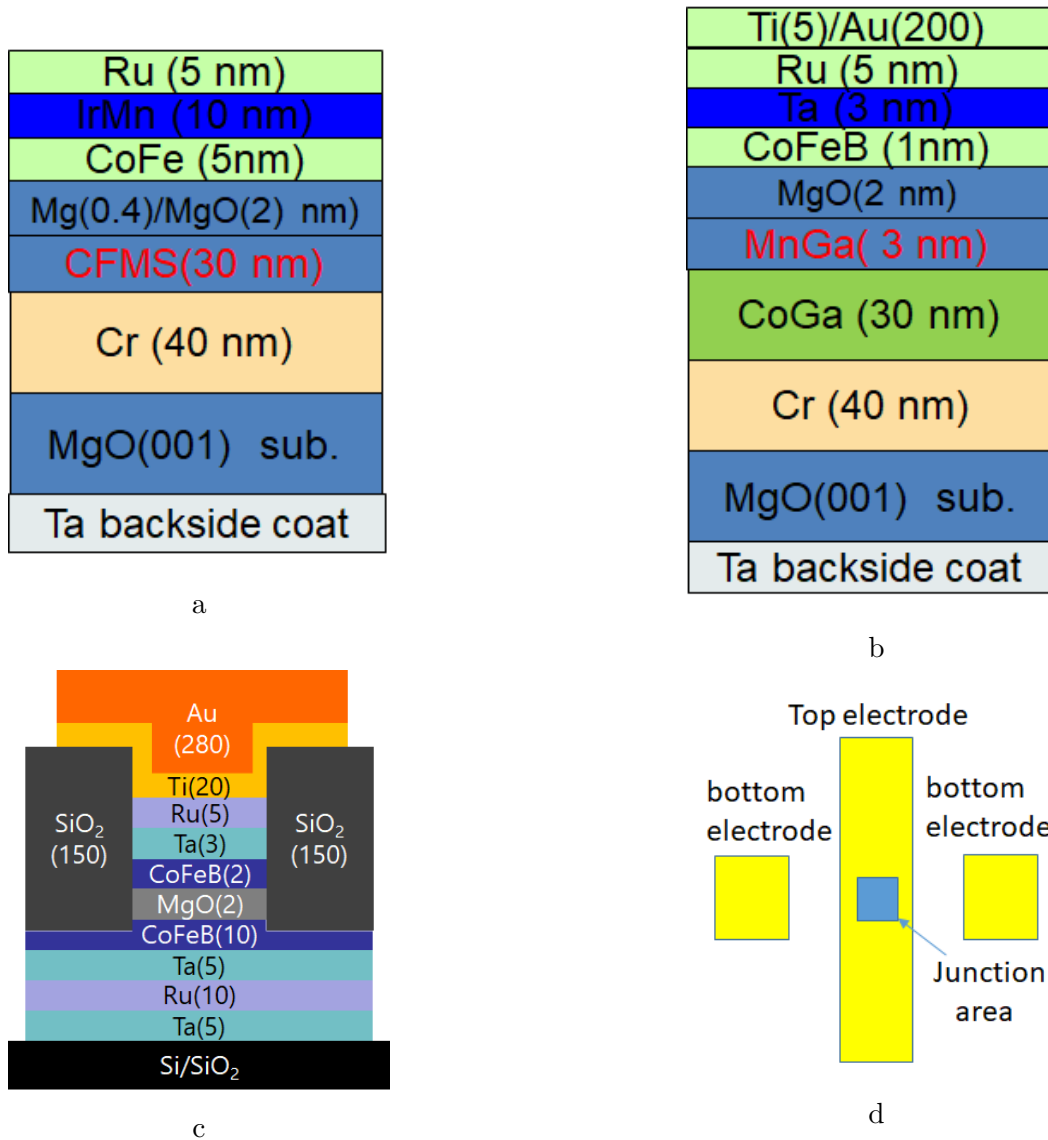 Ru (5 nm)
IrMn (10 nm)
CoFe (5nm)
Mg(0.4)/MgO(2) nm)
CFMS(30 nm)
Cr (40 nm)
MgO(001) sub.
Ta backside coat
a
Ti(5)/Au(200)
Ru (5 nm)
Ta (3 nm)
CoFeB (1nm)
MgO(2 nm)
MnGa( 3 nm)
CoGa (30 nm)
Cr (40 nm)
MgO(001) sub.
Ta backside coat
b
Au
(280)
Ti(20)
Ru(5)
Ta(3)
CoFeB(2)
MgO(2)
CoFeB(10)
Ta(5)
Ru(10)
Ta(5)
Si/SiO₂
SiO₂
(150)
SiO₂
(150)
c
Top electrode
bottom
electrode
bottom
electrode
Junction
area
d